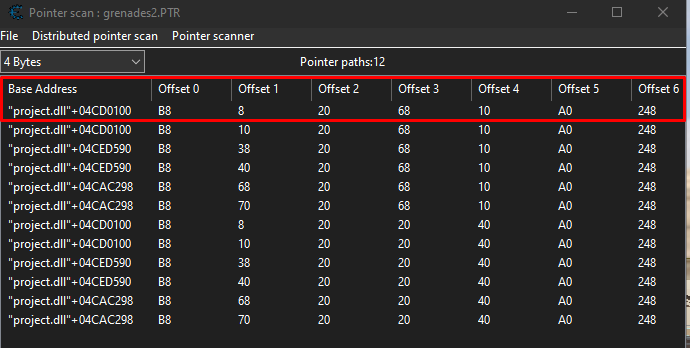 Pointer scan : grenades2.PTR
File Distributed pointer scan Pointer scanner
4 Bytes Pointer paths:12
Base Address Offset 0 Offset 1 Offset 2 Offset 3 Offset 4 Offset 5 Offset 6
"project.dll"+04CD0100 B8 8 20 68 10 A0 248
"project.dll"+04CD0100 B8 10 20 68 10 A0 248
"project.dll"+04CED590 B8 38 20 68 10 A0 248
"project.dll"+04CED590 B8 40 20 68 10 A0 248
"project.dll"+04CAC298 B8 68 20 68 10 A0 248
"project.dll"+04CAC298 B8 70 20 68 10 A0 248
"project.dll"+04CD0100 B8 8 20 20 40 A0 248
"project.dll"+04CD0100 B8 10 20 20 40 A0 248
"project.dll"+04CED590 B8 38 20 20 40 A0 248
"project.dll"+04CED590 B8 40 20 20 40 A0 248
"project.dll"+04CAC298 B8 68 20 20 40 A0 248
"project.dll"+04CAC298 B8 70 20 20 40 A0 248